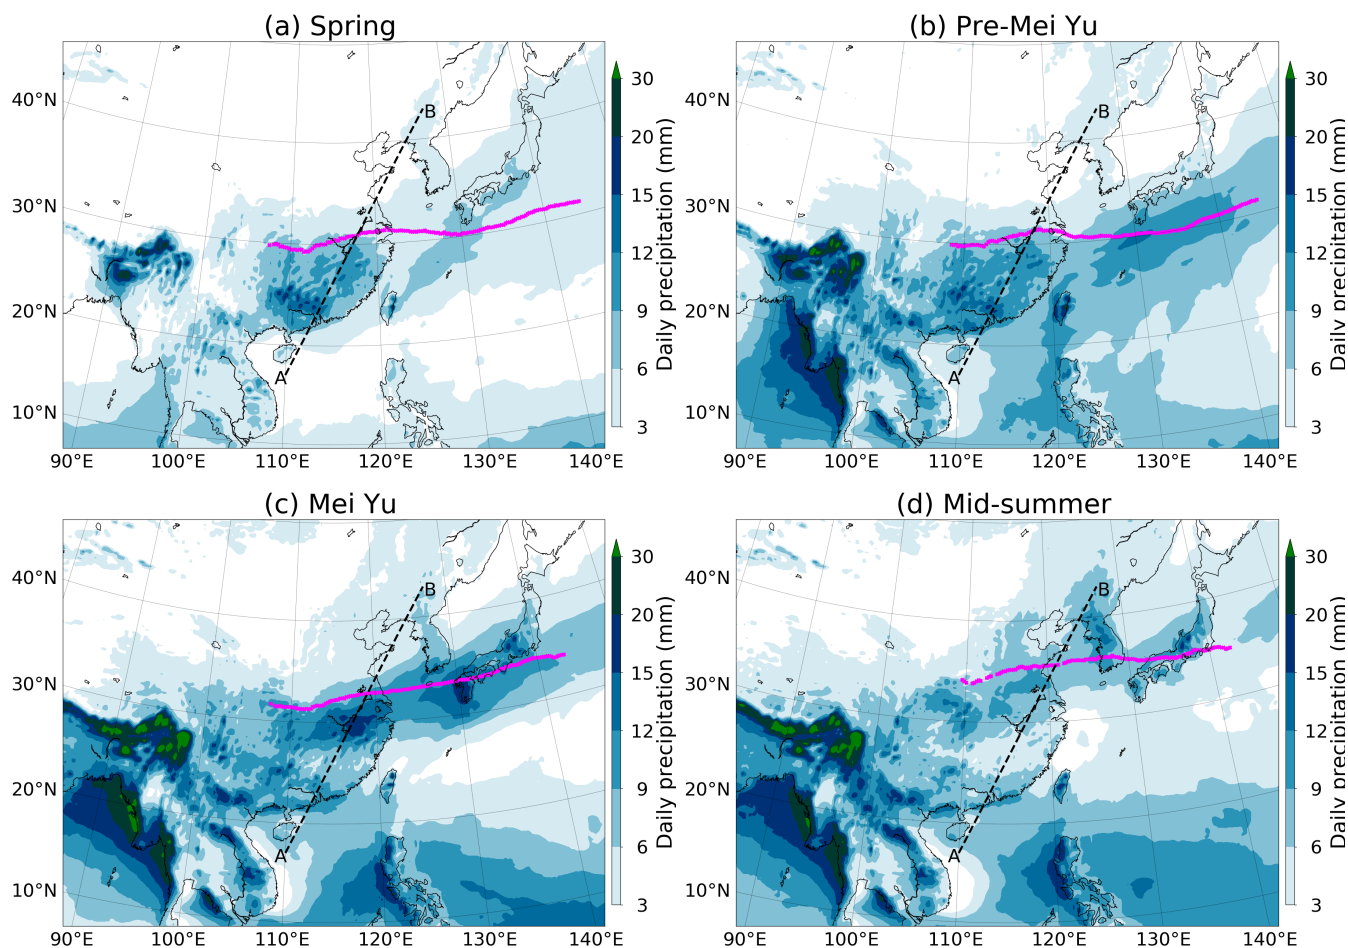 (a) Spring
(b) Pre-Mei Yu
40°N
30°N
20°N
10°N
90°E
100°E
110°E
120°E
130°E
140°E
A
B
30
20
15
12
9
6
3
Daily precipitation (mm)
40°N
30°N
20°N
10°N
90°E
100°E
110°E
120°E
130°E
140°E
A
B
30
20
15
12
9
6
3
Daily precipitation (mm)
(c) Mei Yu
(d) Mid-summer
40°N
30°N
20°N
10°N
90°E
100°E
110°E
120°E
130°E
140°E
A
B
30
20
15
12
9
6
3
Daily precipitation (mm)
40°N
30°N
20°N
10°N
90°E
100°E
110°E
120°E
130°E
140°E
A
B
30
20
15
12
9
6
3
Daily precipitation (mm)